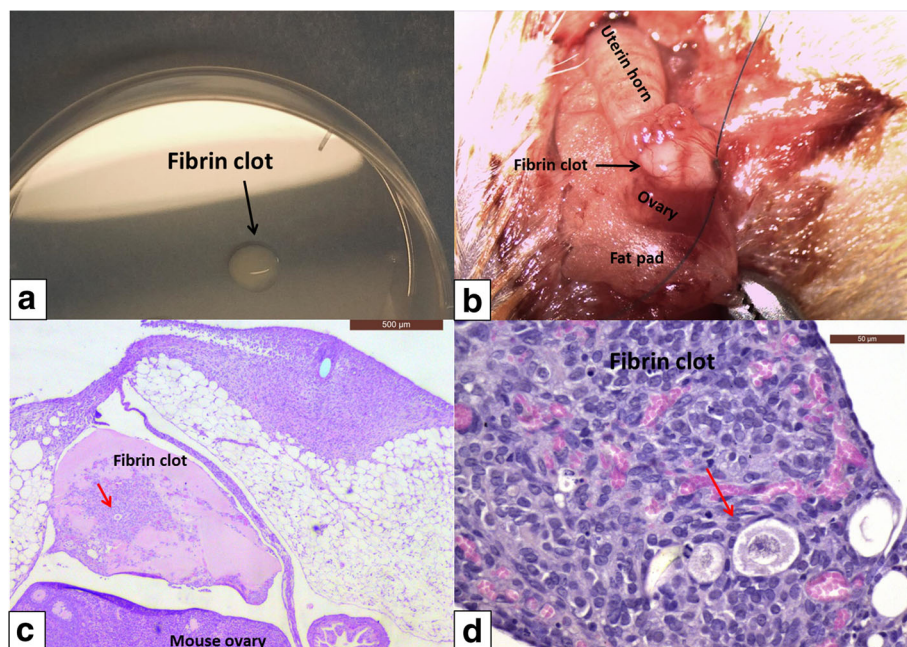 Fibrin clot
a
Uterin horn
Fibrin clot
Ovary
Fat pad
b
500 µm
Fibrin clot
Mouse ovary
c
50 µm
Fibrin clot
d